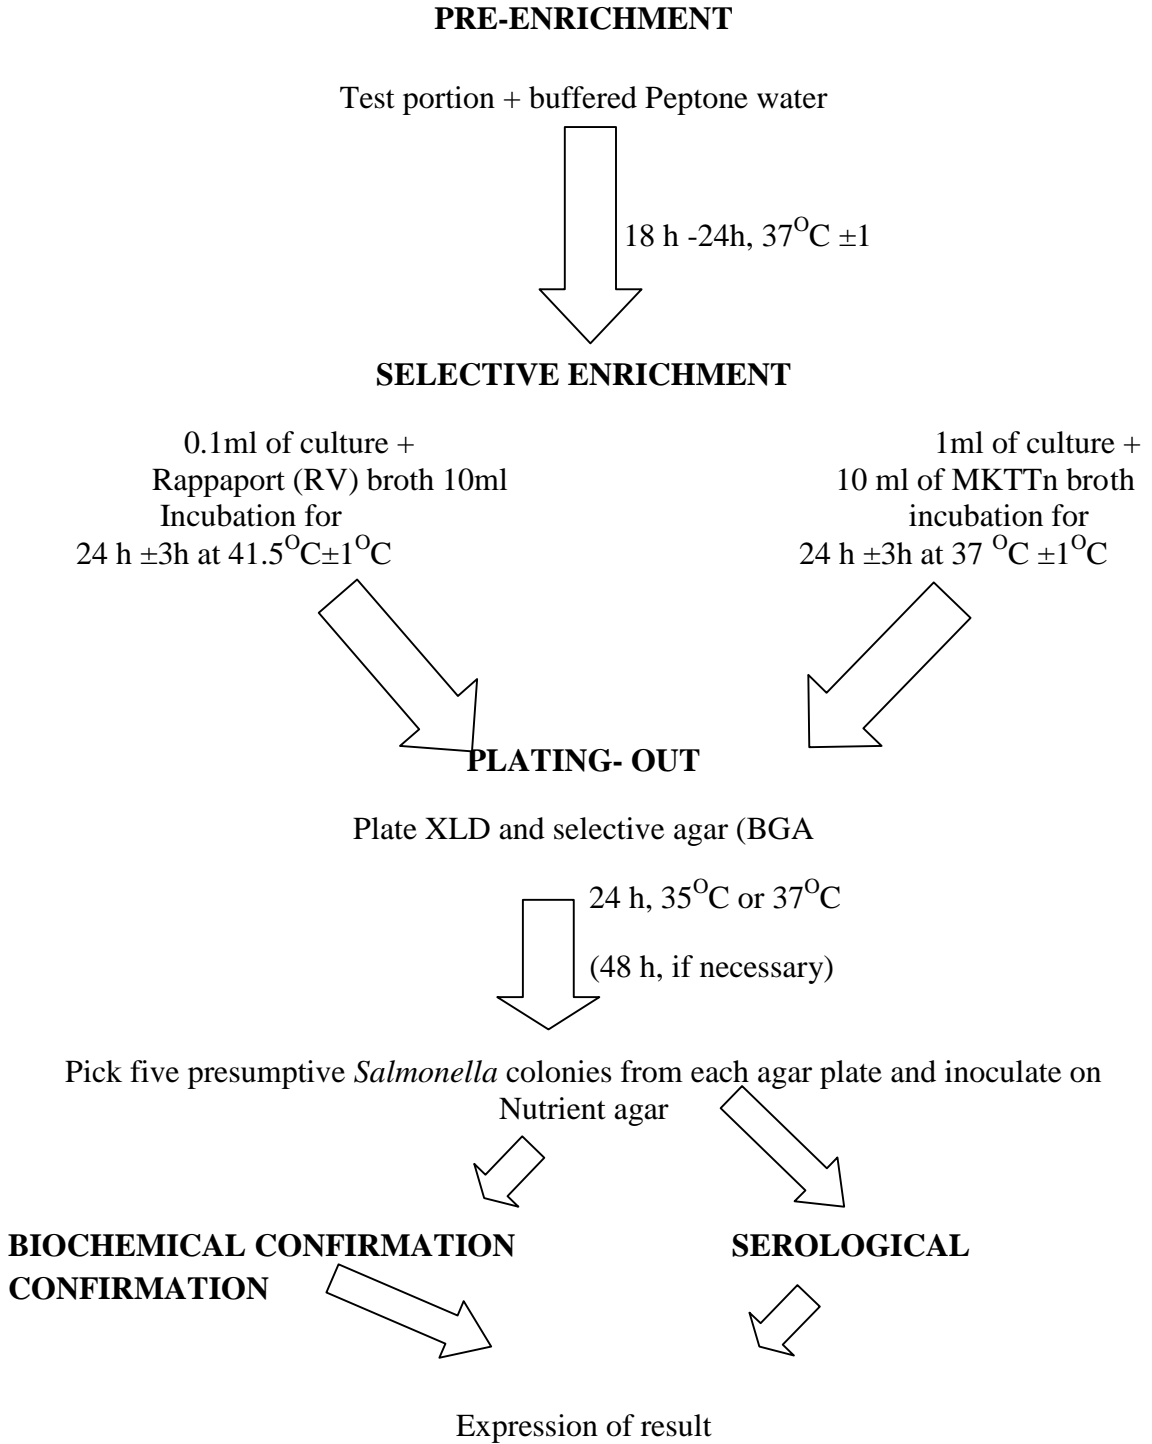 PRE-ENRICHMENT
Test portion + buffered Peptone water
18 h -24h, 37ᴼC ±1
SELECTIVE ENRICHMENT
0.1ml of culture +
Rappaport (RV) broth 10ml
Incubation for
24 h ±3h at 41.5ᴼC±1ᴼC
1ml of culture +
10 ml of MKTTn broth
incubation for
24 h ±3h at 37 ᴼC ±1ᴼC
PLATING- OUT
Plate XLD and selective agar (BGA
24 h, 35ᴼC or 37ᴼC
(48 h, if necessary)
Pick five presumptive Salmonella colonies from each agar plate and inoculate on
Nutrient agar
BIOCHEMICAL CONFIRMATION SEROLOGICAL
CONFIRMATION
Expression of result